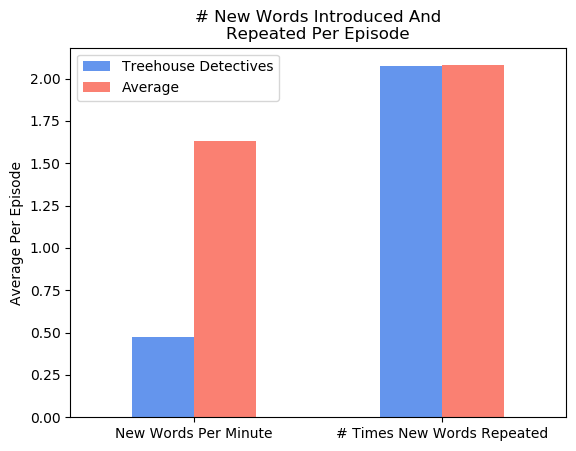 # New Words Introduced And
Repeated Per Episode
Treehouse Detectives
Average
Average Per Episode
2.00
1.75
1.50
1.25
1.00
0.75
0.50
0.25
0.00
New Words Per Minute
# Times New Words Repeated